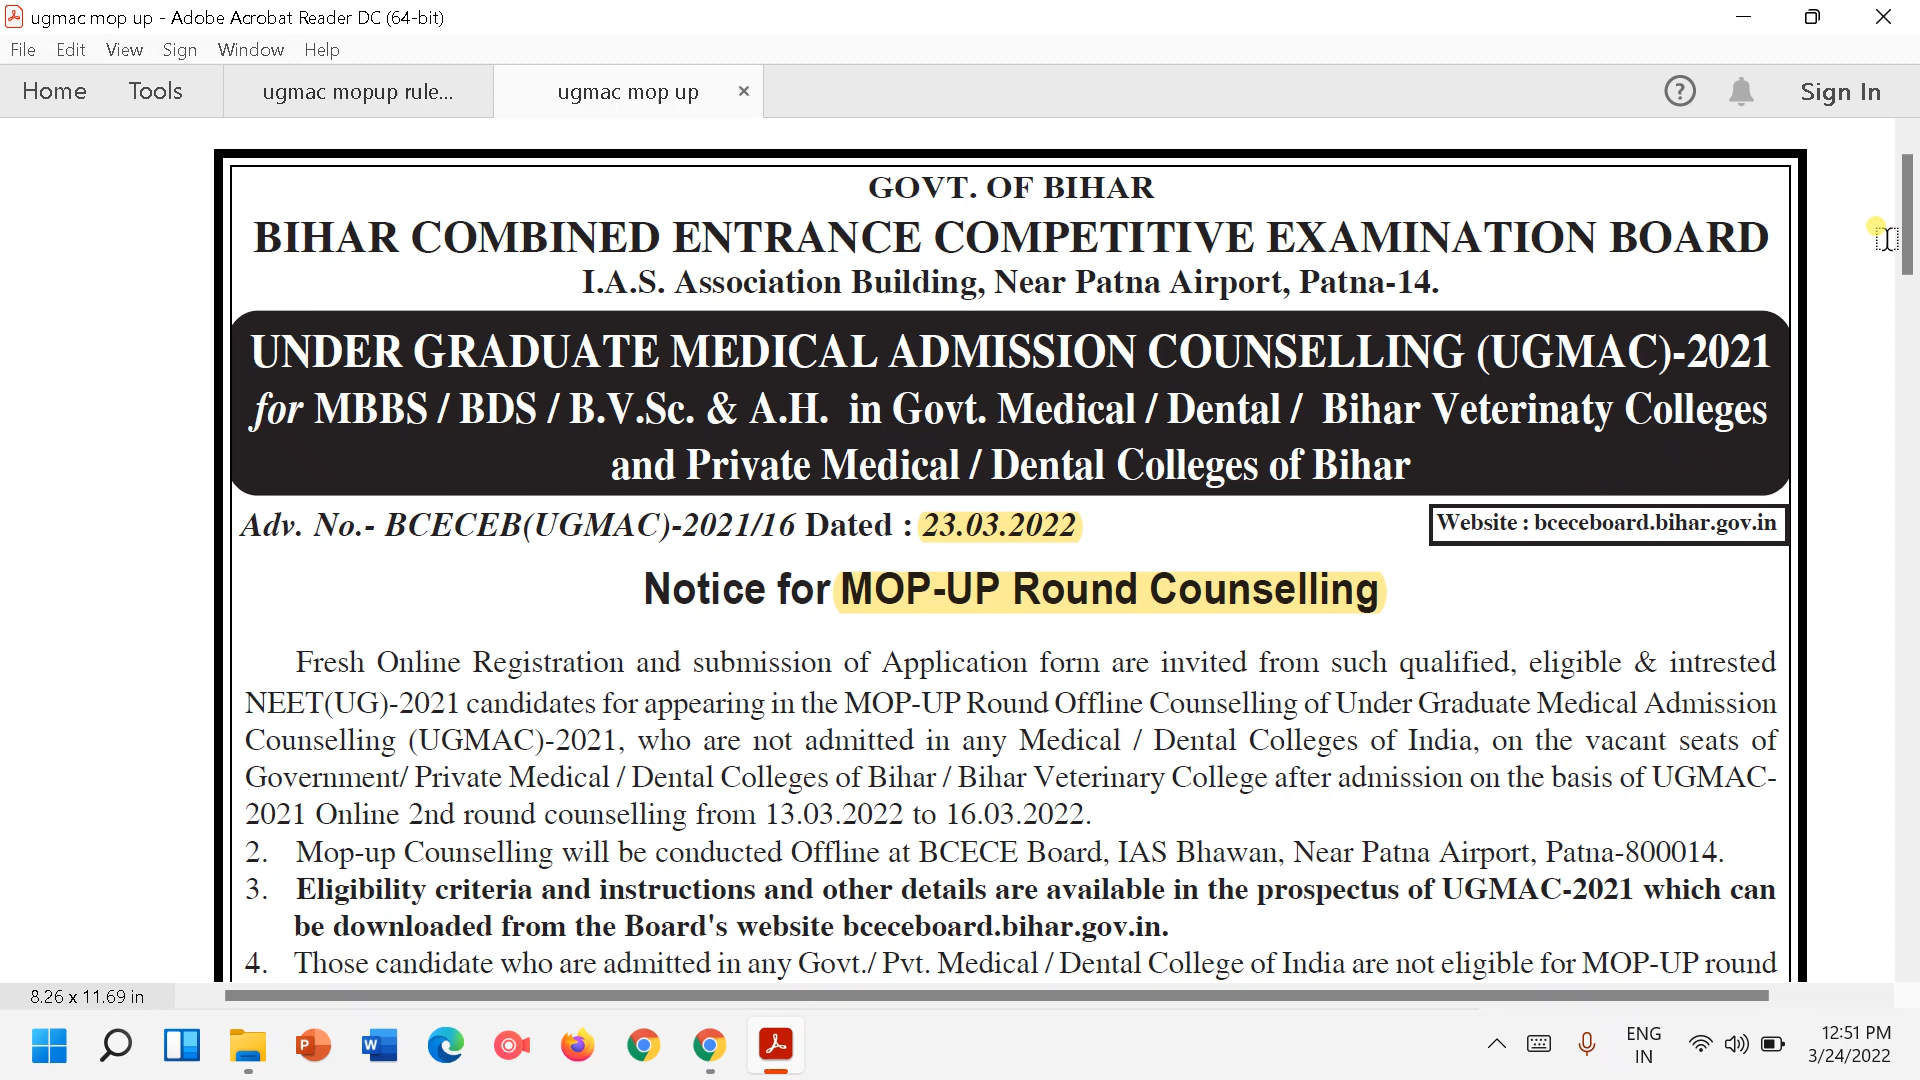 ugmac mop up - Adobe Acrobat Reader DC (64-bit)
File Edit View Sign Window Help
Home Tools ugmac mopup rule... ugmac mop up × ? Sign In
GOVT. OF BIHAR
BIHAR COMBINED ENTRANCE COMPETITIVE EXAMINATION BOARD
I.A.S. Association Building, Near Patna Airport, Patna-14.
UNDER GRADUATE MEDICAL ADMISSION COUNSELLING (UGMAC)-2021
for MBBS / BDS / B.V.Sc. & A.H. in Govt. Medical / Dental / Bihar Veterinaty Colleges
and Private Medical / Dental Colleges of Bihar
Adv. No.- BCECEB(UGMAC)-2021/16 Dated : 23.03.2022 Website : bceceboard.bihar.gov.in
Notice for MOP-UP Round Counselling
Fresh Online Registration and submission of Application form are invited from such qualified, eligible & intrested
NEET(UG)-2021 candidates for appearing in the MOP-UP Round Offline Counselling of Under Graduate Medical Admission
Counselling (UGMAC)-2021, who are not admitted in any Medical / Dental Colleges of India, on the vacant seats of
Government/ Private Medical / Dental Colleges of Bihar / Bihar Veterinary College after admission on the basis of UGMAC-
2021 Online 2nd round counselling from 13.03.2022 to 16.03.2022.
2. Mop-up Counselling will be conducted Offline at BCECE Board, IAS Bhawan, Near Patna Airport, Patna-800014.
3. Eligibility criteria and instructions and other details are available in the prospectus of UGMAC-2021 which can
be downloaded from the Board's website bceceboard.bihar.gov.in.
4. Those candidate who are admitted in any Govt./ Pvt. Medical / Dental College of India are not eligible for MOP-UP round
8.26 x 11.69 in
ENG
IN
12:51 PM
3/24/2022